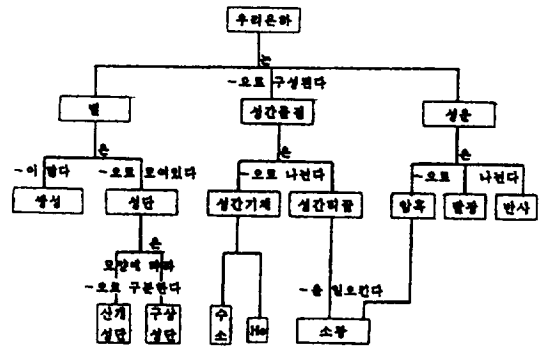 우리은하
은
~으로 구성된다
별 성간물질 성운
은 은 은
~이 많다 ~으로 모여있다 ~으로 나뉜다 ~으로 나뉜다
쌍성 성단 성간기체 성간티끌 암흑 발광 반사
은
모양에 따라
~으로 구분한다 ~을 일으킨다
산개 성단 구상 성단 수소 He 소광